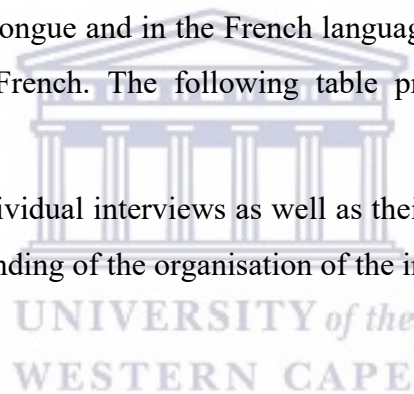 ongue and in the French languag
French. The following table pr
ividual interviews as well as thei
nding of the organisation of the i
UNIVERSITY of the
WESTERN CAPE